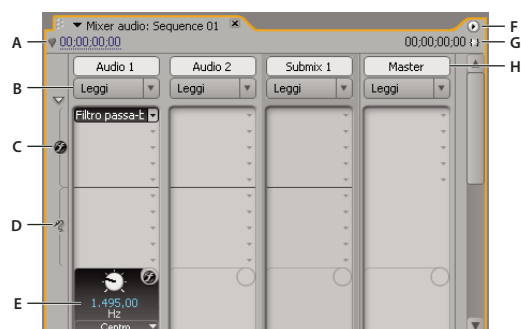 Mixer audio: Sequence 01
F
A
00;00;00;00
00;00;00;00
G
Audio 1
Audio 2
Submix 1
Master
H
B
Leggi
Leggi
Leggi
Leggi
Filtro passa-b
C
D
E
1.495,00
Hz
Centro